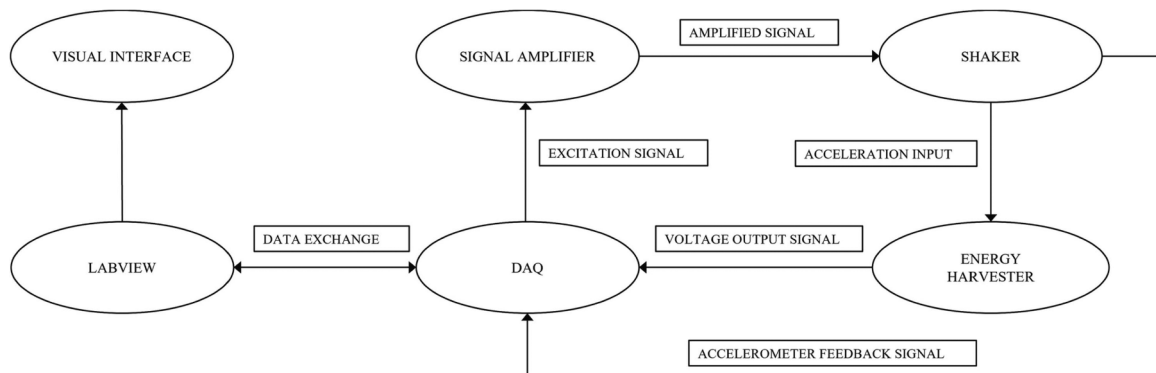 AMPLIFIED SIGNAL
VISUAL INTERFACE
SIGNAL AMPLIFIER
SHAKER
EXCITATION SIGNAL
ACCELERATION INPUT
DATA EXCHANGE
VOLTAGE OUTPUT SIGNAL
LABVIEW
DAQ
ENERGY
HARVESTER
ACCELEROMETER FEEDBACK SIGNAL